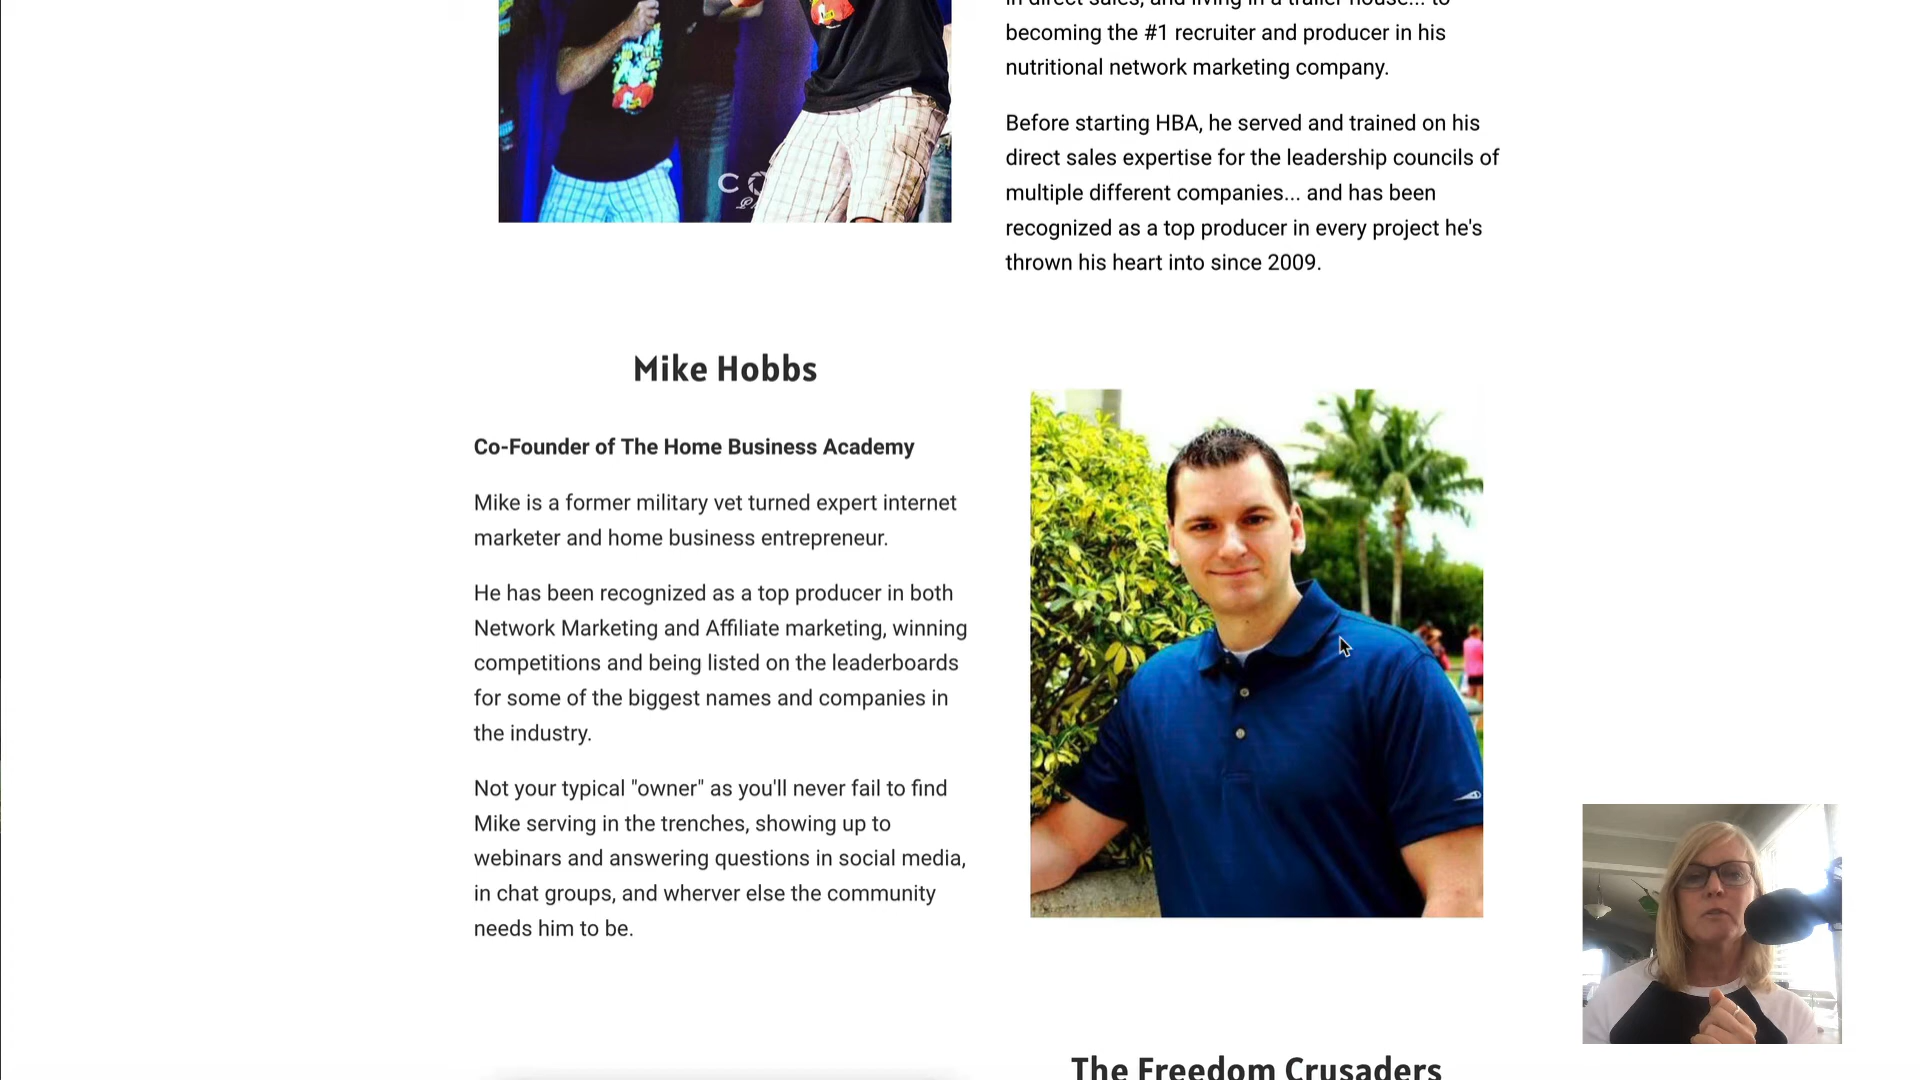 becoming the #1 recruiter and producer in his
nutritional network marketing company.
Before starting HBA, he served and trained on his
direct sales expertise for the leadership councils of
multiple different companies... and has been
recognized as a top producer in every project he's
thrown his heart into since 2009.
Mike Hobbs
Co-Founder of The Home Business Academy
Mike is a former military vet turned expert internet
marketer and home business entrepreneur.
He has been recognized as a top producer in both
Network Marketing and Affiliate marketing, winning
competitions and being listed on the leaderboards
for some of the biggest names and companies in
the industry.
Not your typical "owner" as you'll never fail to find
Mike serving in the trenches, showing up to
webinars and answering questions in social media,
in chat groups, and wherver else the community
needs him to be.
The Freedom Crusaders